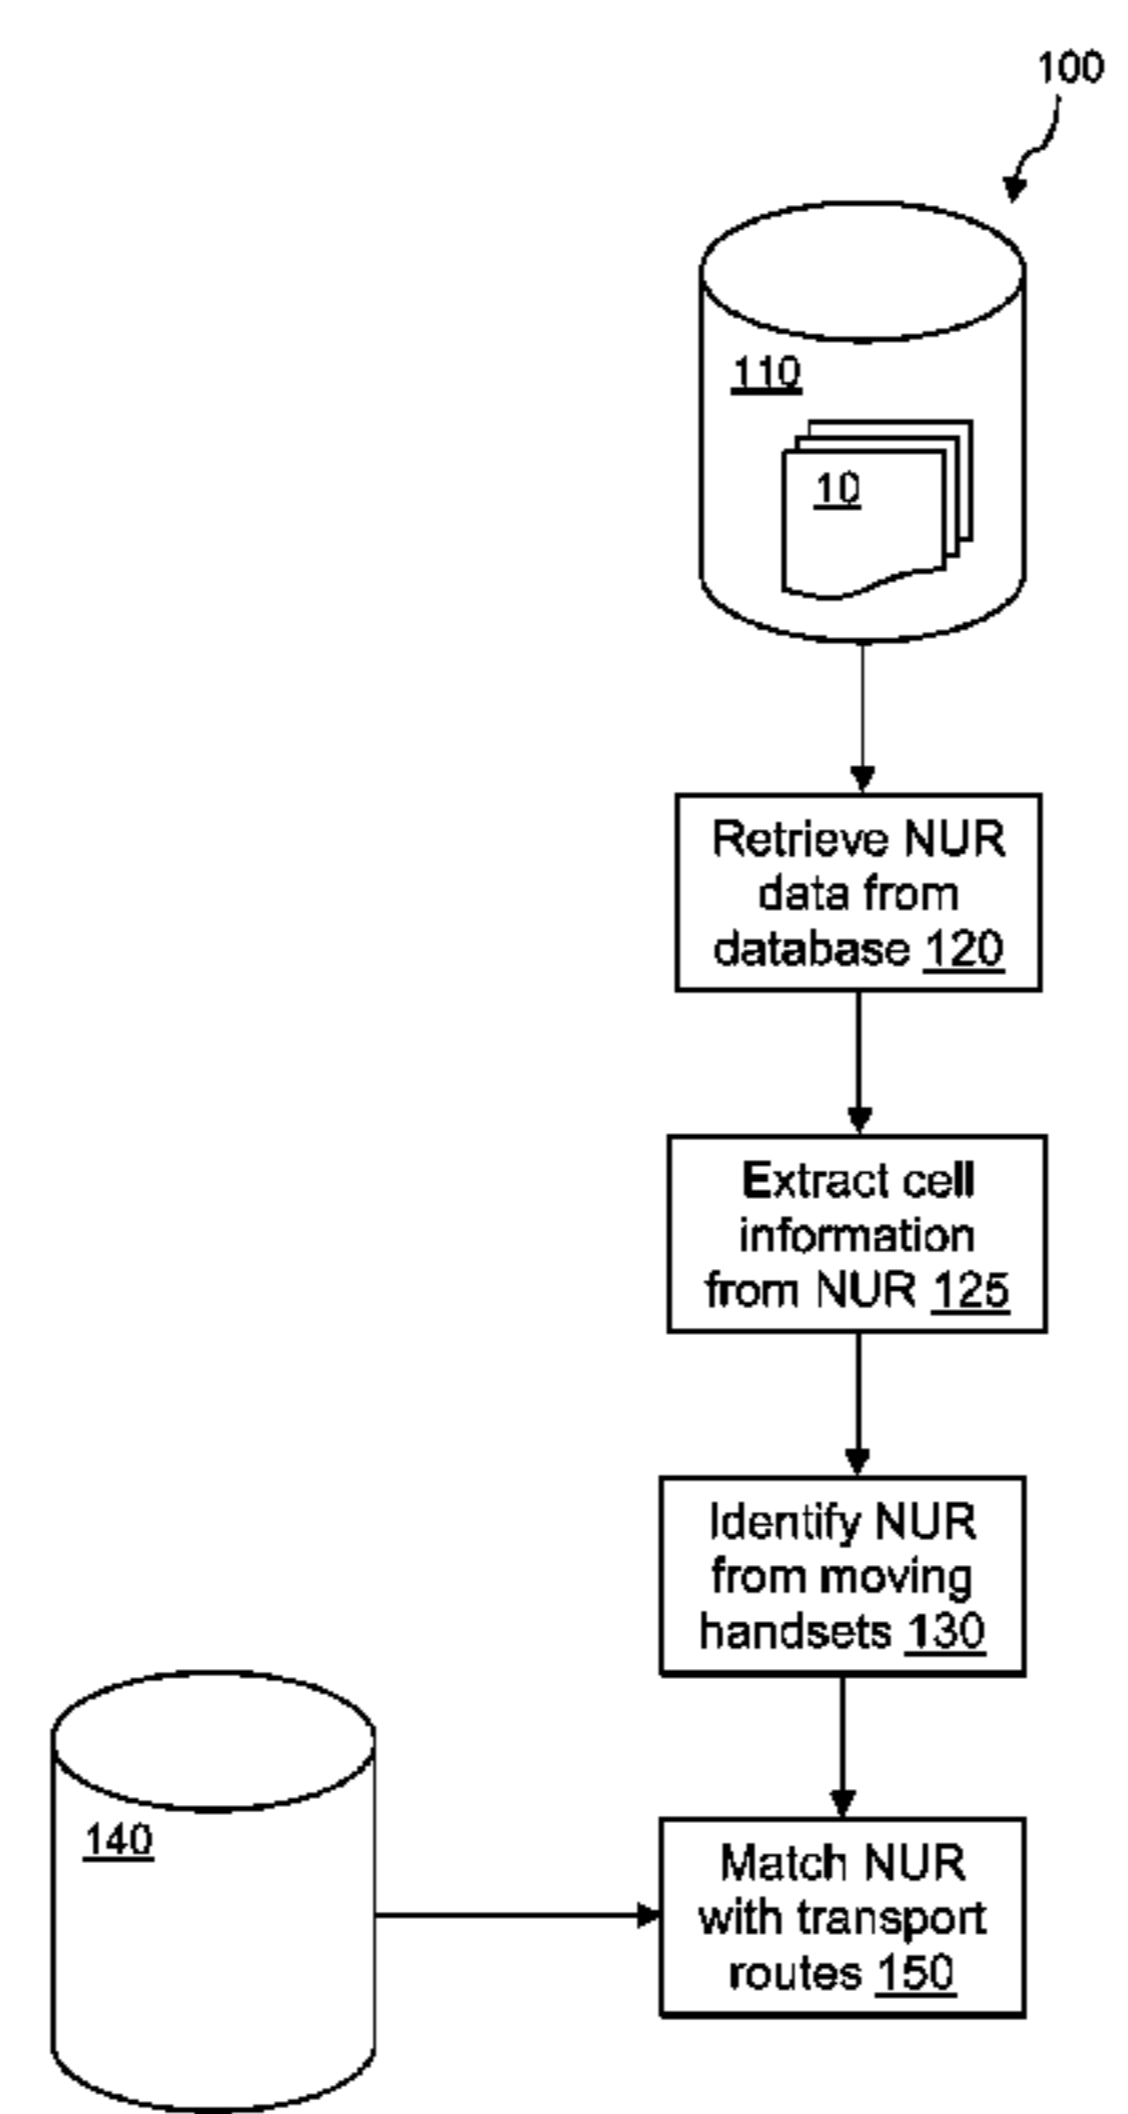 100
110
10
Retrieve NUR
data from
database 120
Extract cell
information
from NUR 125
Identify NUR
from moving
handsets 130
140
Match NUR
with transport
routes 150